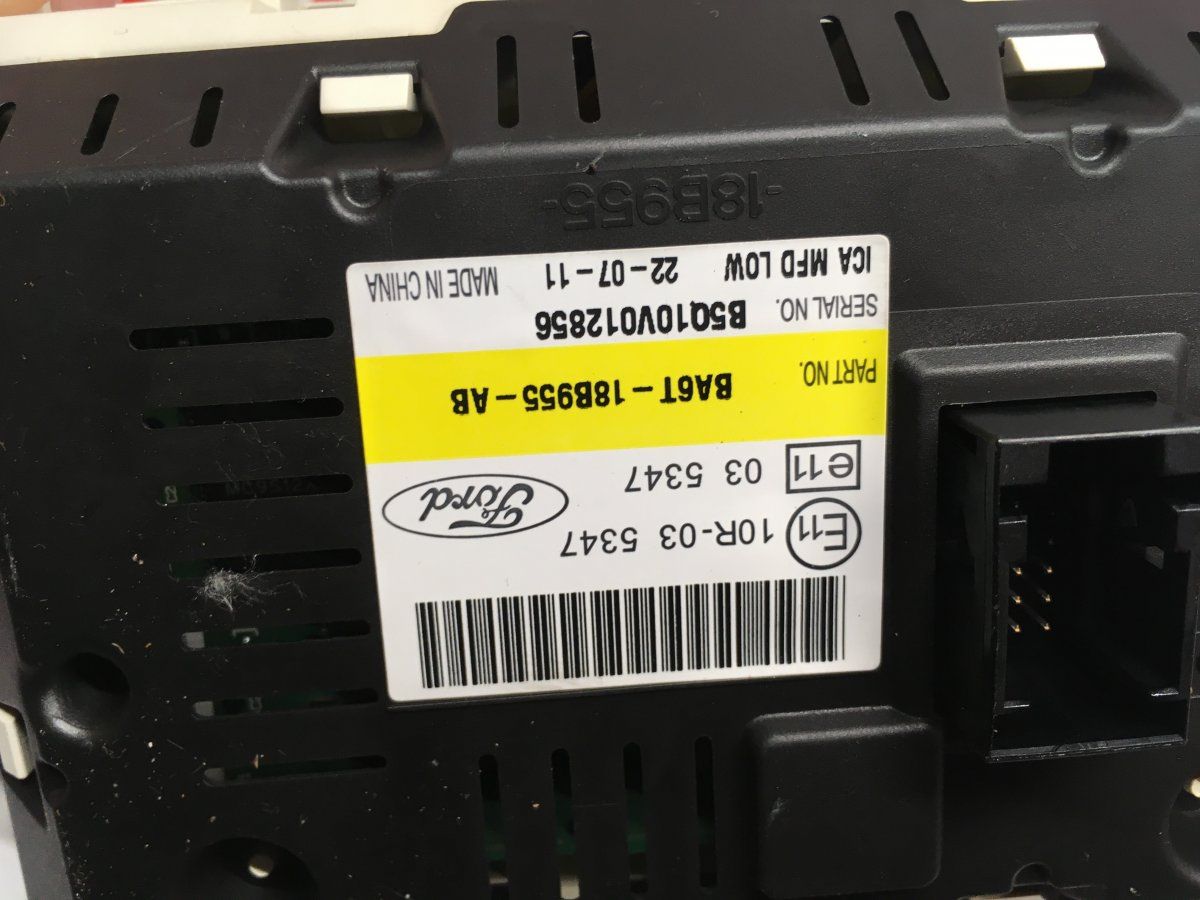 -18B955-
ICA MFD LOW 22-07-11 MADE IN CHINA
SERIAL NO. B5Q10V012856
PART NO. BA6T-18B955-AB
e11 03 5347
Ford
E11 10R-03 5347